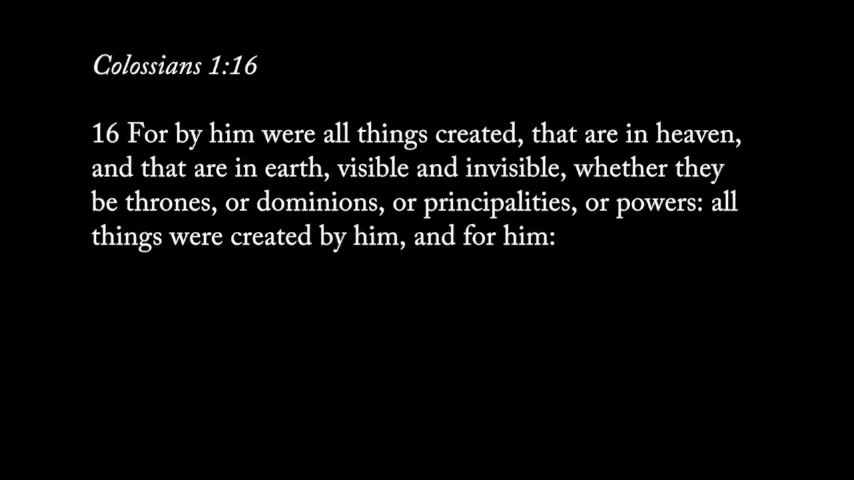 Colossians 1:16
16 For by him were all things created, that are in heaven,
and that are in earth, visible and invisible, whether they
be thrones, or dominions, or principalities, or powers: all
things were created by him, and for him: